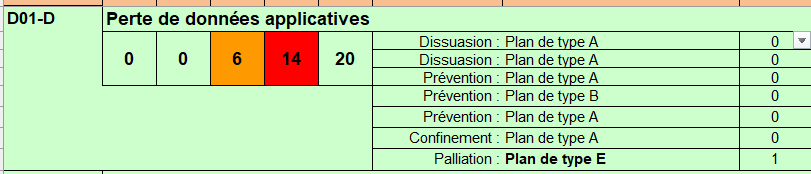 D01-D Perte de données applicatives
0 0 6 14 20
Dissuasion : Plan de type A 0
Dissuasion : Plan de type A 0
Prévention : Plan de type A 0
Prévention : Plan de type B 0
Prévention : Plan de type A 0
Confinement : Plan de type A 0
Palliation : Plan de type E 1